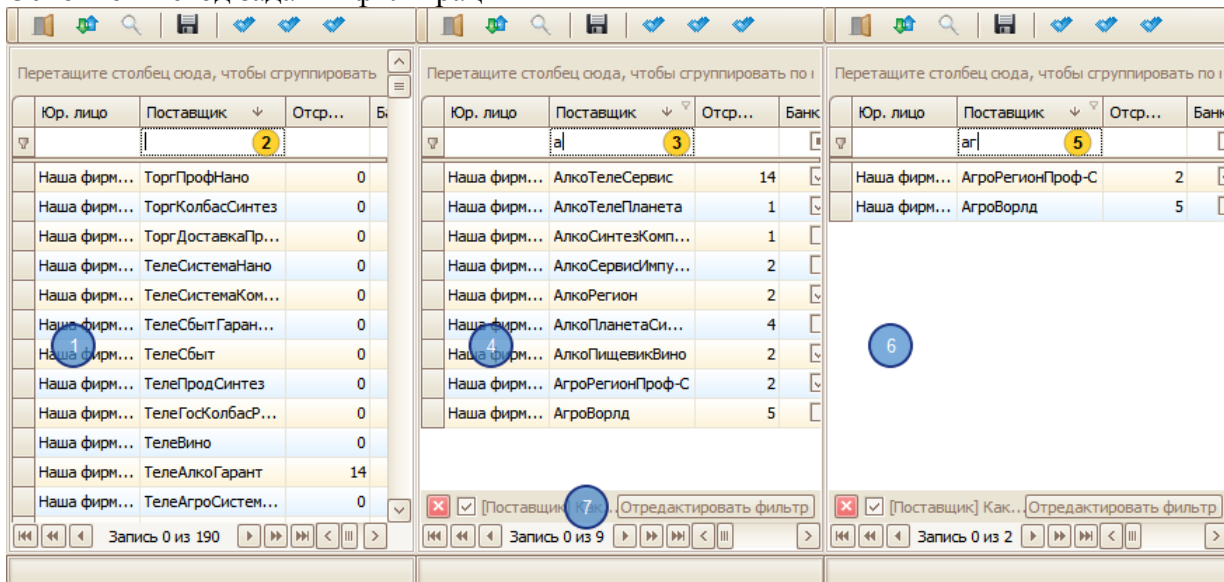 Перетащите столбец сюда, чтобы сгруппировать
Юр. лицо Поставщик Отср...
2
Наша фирм... ТоргПрофНано 0
Наша фирм... ТоргКолбасСинтез 0
Наша фирм... ТоргДоставкаПр... 0
Наша фирм... ТелеСистемаНано 0
Наша фирм... ТелеСистемаКом... 0
Наша фирм... ТелеСбытГаран... 0
1
Наша фирм... ТелеСбыт 0
Наша фирм... ТелеПродСинтез 0
Наша фирм... ТелеГосКолбасР... 0
Наша фирм... ТелеВино 0
Наша фирм... ТелеАлкоГарант 14
Наша фирм... ТелеАгроСистем... 0
Запись 0 из 190
Перетащите столбец сюда, чтобы сгруппировать по
Юр. лицо Поставщик Отср... Банк
а 3
Наша фирм... АлкоТелеСервис 14
Наша фирм... АлкоТелеПланета 1
Наша фирм... АлкоСинтезКомп... 1
Наша фирм... АлкоСервисИмпу... 2
Наша фирм... АлкоРегион 2
Наша фирм... АлкоПланетаСи... 4
4
Наша фирм... АлкоПищевикВино 2
Наша фирм... АгроРегионПроф-С 2
Наша фирм... АгроВорлд 5
[Поставщик] 7 Отредактировать фильтр
Запись 0 из 9
Перетащите столбец сюда, чтобы сгруппировать по
Юр. лицо Поставщик Отср... Банк
аг 5
Наша фирм... АгроРегионПроф-С 2
Наша фирм... АгроВорлд 5
6
[Поставщик] Как... Отредактировать фильтр
Запись 0 из 2